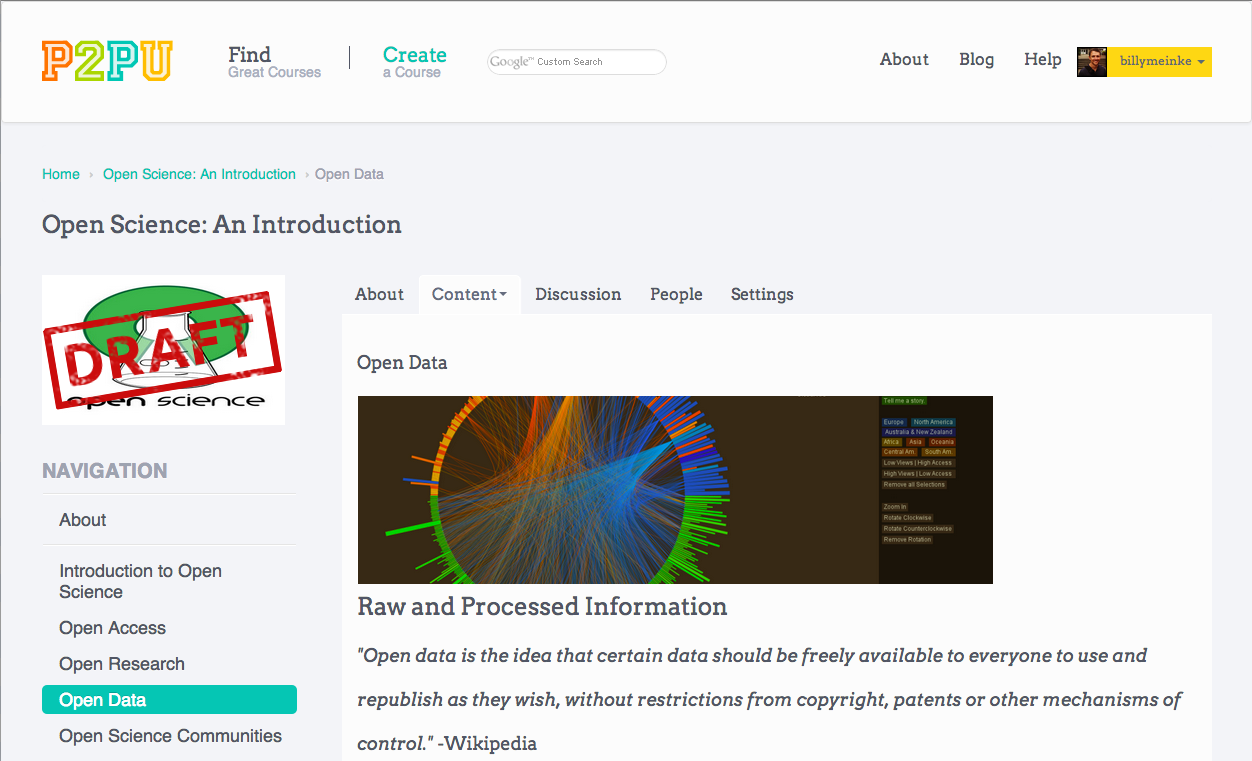 P2PU
Find
Great Courses
Create
a Course
Google™ Custom Search
About
Blog
Help
billymeinke
Home › Open Science: An Introduction › Open Data
Open Science: An Introduction
DRAFT
open science
NAVIGATION
About
Introduction to Open
Science
Open Access
Open Research
Open Data
Open Science Communities
About
Content
Discussion
People
Settings
Open Data
Tell me a story
Europe North America
Australia & New Zealand
Africa Asia Oceania
Central Am. South Am.
Low Views | High Access
High Views | Low Access
Remove all Selections
Zoom In
Rotate Clockwise
Rotate Counterclockwise
Remove Rotation
Raw and Processed Information
"Open data is the idea that certain data should be freely available to everyone to use and
republish as they wish, without restrictions from copyright, patents or other mechanisms of
control." -Wikipedia